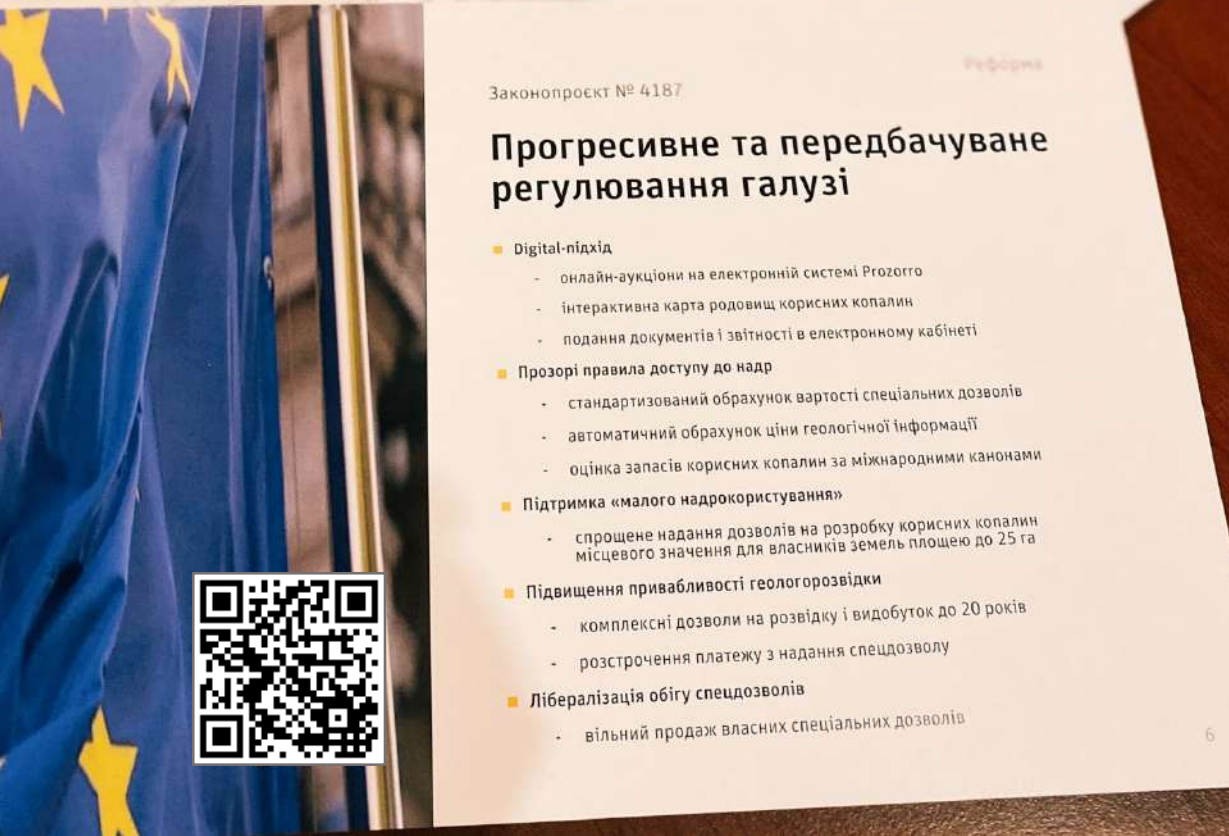 Реформа
Законопроєкт № 4187
Прогресивне та передбачуване
регулювання галузі
Digital-підхід
- онлайн-аукціони на електронній системі Prozorro
- інтерактивна карта родовищ корисних копалин
- подання документів і звітності в електронному кабінеті
Прозорі правила доступу до надр
- стандартизований обрахунок вартості спеціальних дозволів
- автоматичний обрахунок ціни геологічної інформації
- оцінка запасів корисних копалин за міжнародними канонами
Підтримка «малого надрокористування»
- спрощене надання дозволів на розробку корисних копалин
місцевого значення для власників земель площею до 25 га
Підвищення привабливості геологорозвідки
- комплексні дозволи на розвідку і видобуток до 20 років
- розстрочення платежу з надання спецдозволу
Лібералізація обігу спецдозволів
- вільний продаж власних спеціальних дозволів
6